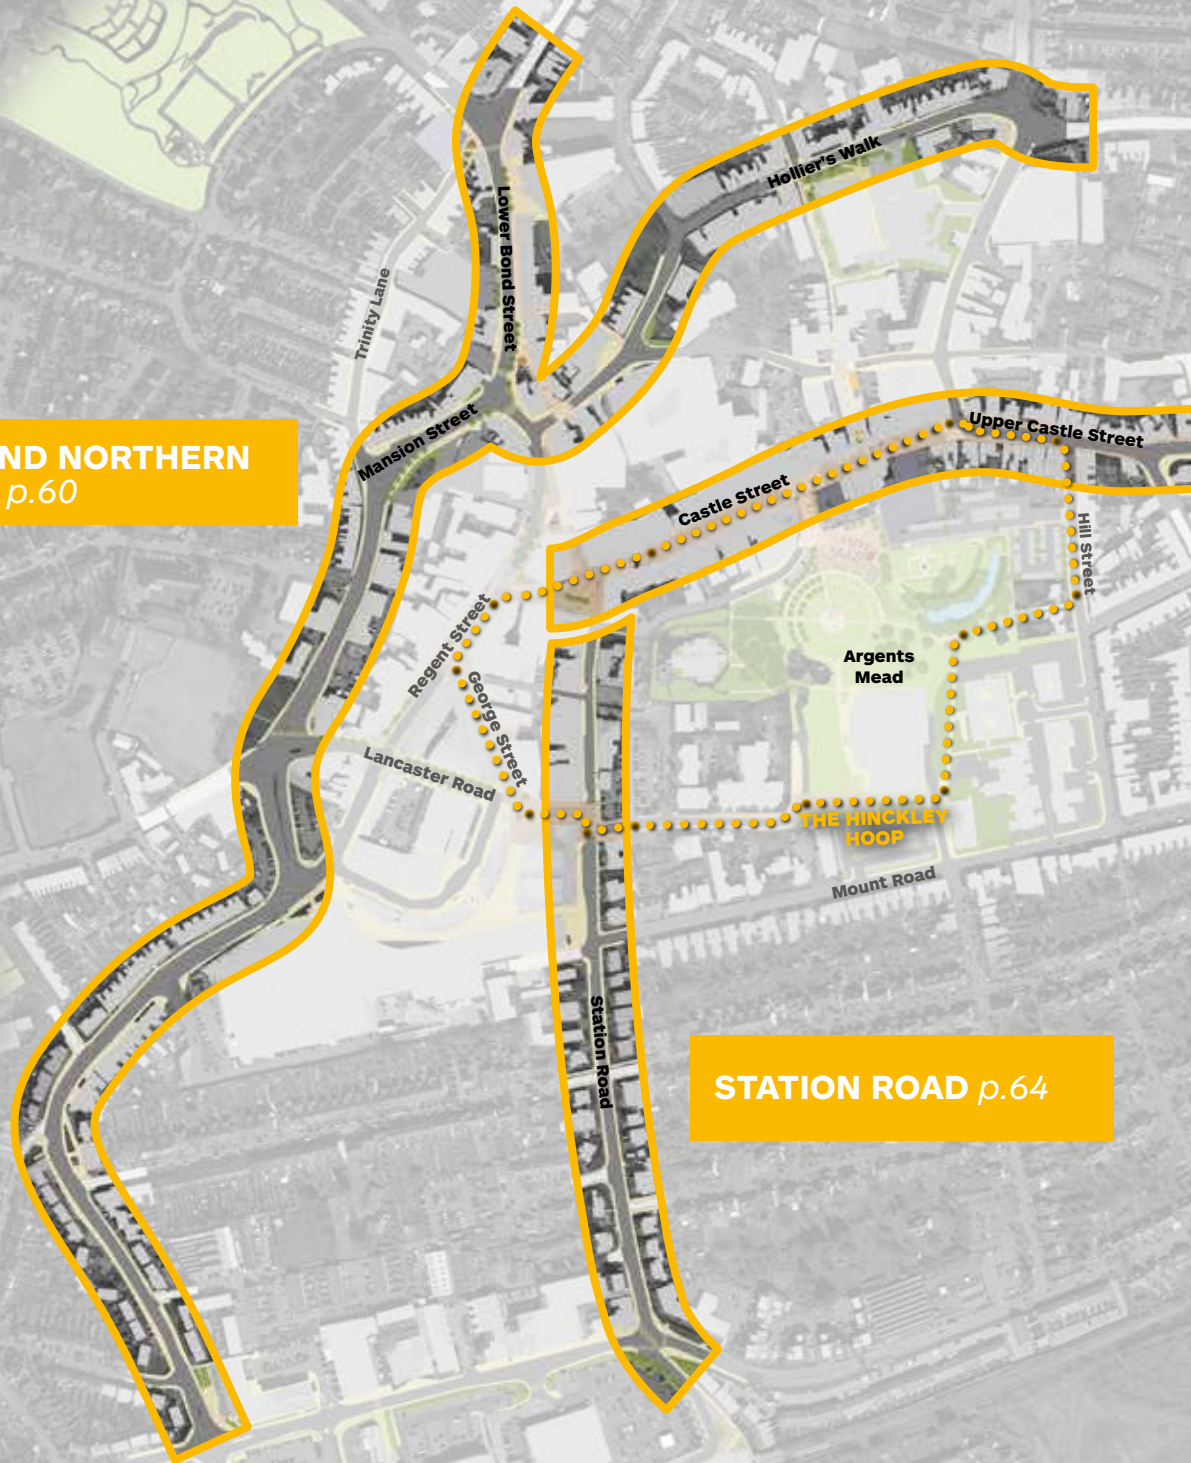 Hollier's Walk
Lower Bond Street
Trinity Lane
Mansion Street
Upper Castle Street
ND NORTHERN
p.60
Castle Street
Hill Street
Regent Street
George Street
Argents
Mead
Lancaster Road
THE HINCKLEY
HOOP
Mount Road
Station Road
STATION ROAD p.64